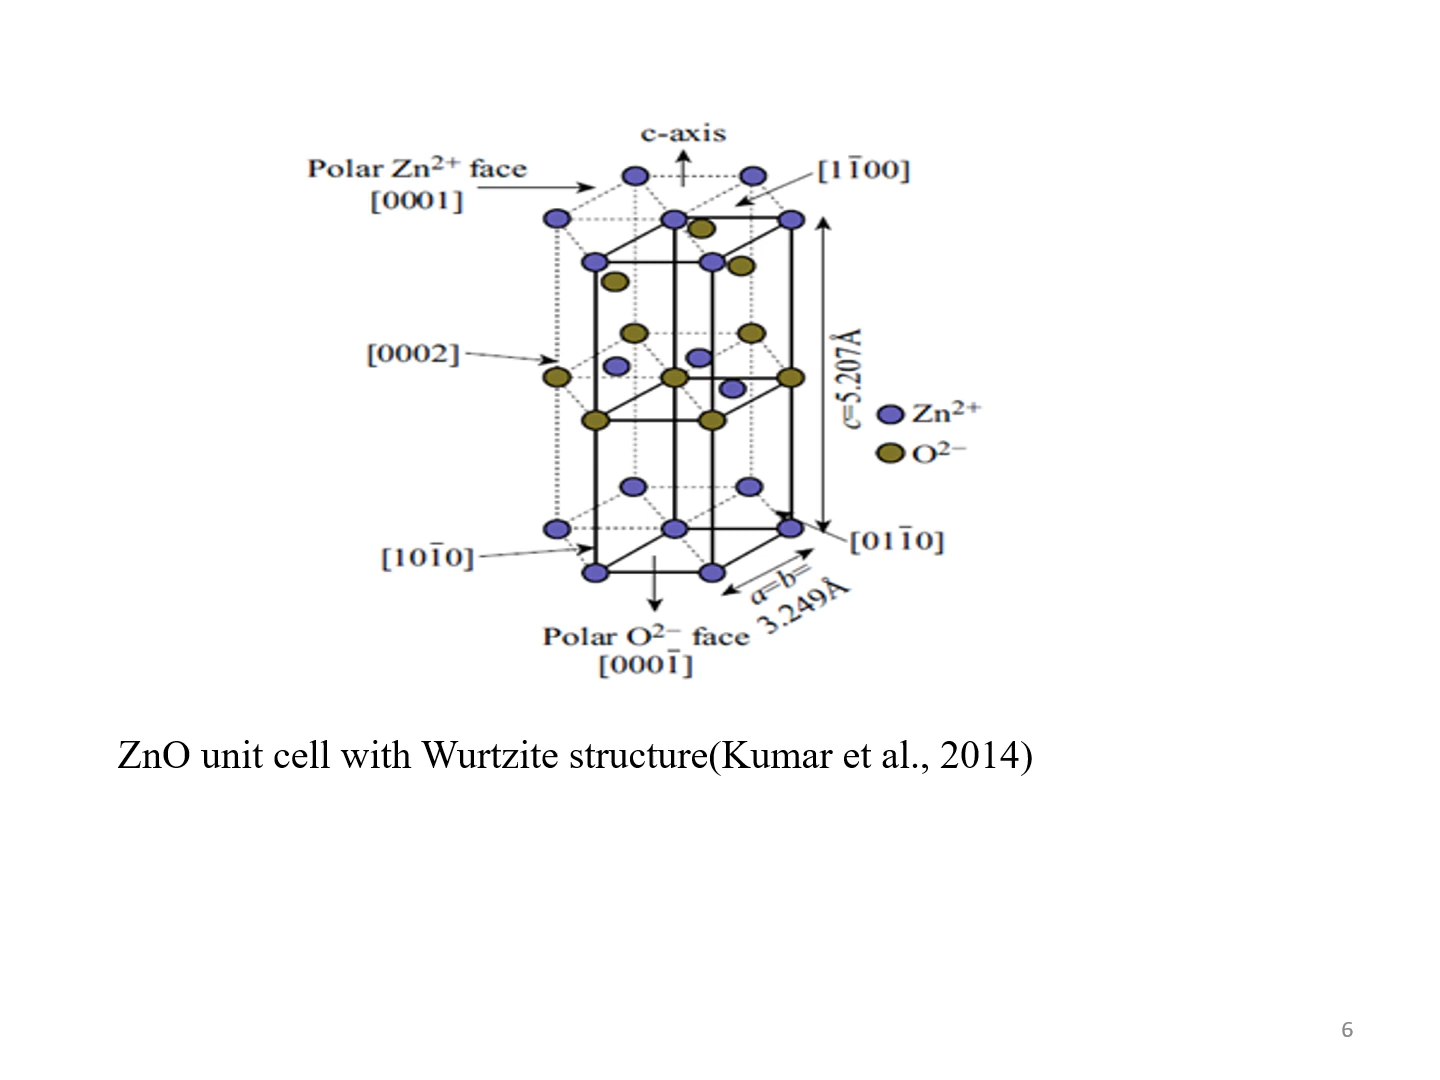 c-axis
Polar Zn²⁺ face
[0001]
[11̅00]
[0002]
c=5.207Å
Zn²⁺
O²⁻
[101̅0]
[011̅0]
a=b=
3.249Å
Polar O²⁻ face
[0001̅]
ZnO unit cell with Wurtzite structure(Kumar et al., 2014)
6